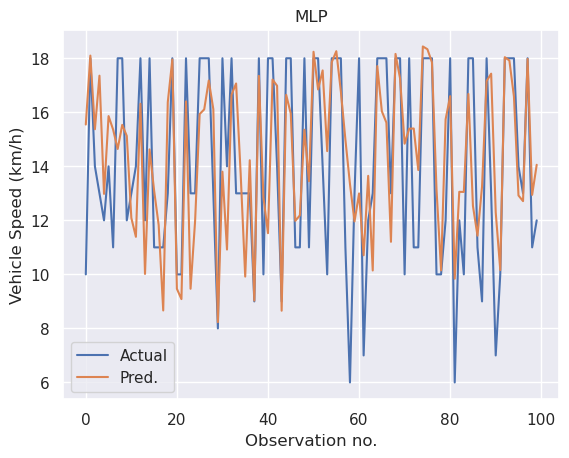 MLP
Vehicle Speed (km/h)
18
16
14
12
10
8
6
Actual
Pred.
0 20 40 60 80 100
Observation no.